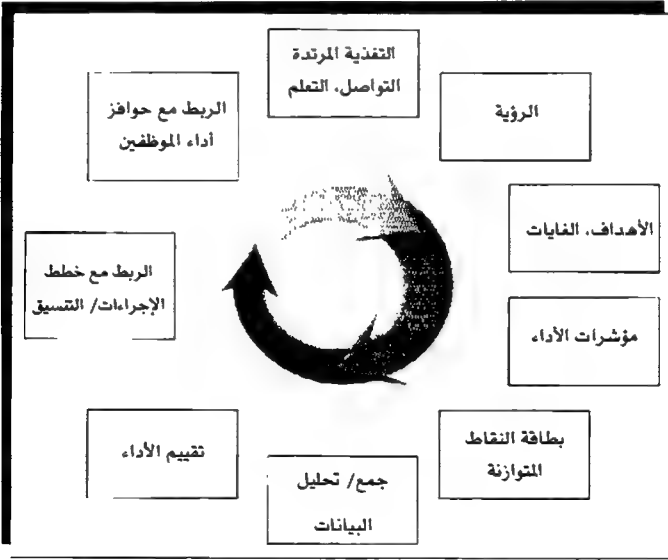 التغذية المرتدة
التواصل، التعلم
الرؤية
الأهداف، الغايات
مؤشرات الأداء
بطاقة النقاط
المتوازنة
جمع/ تحليل
البيانات
تقييم الأداء
الربط مع خطط
الإجراءات/ التنسيق
الربط مع حوافز
أداء الموظفين